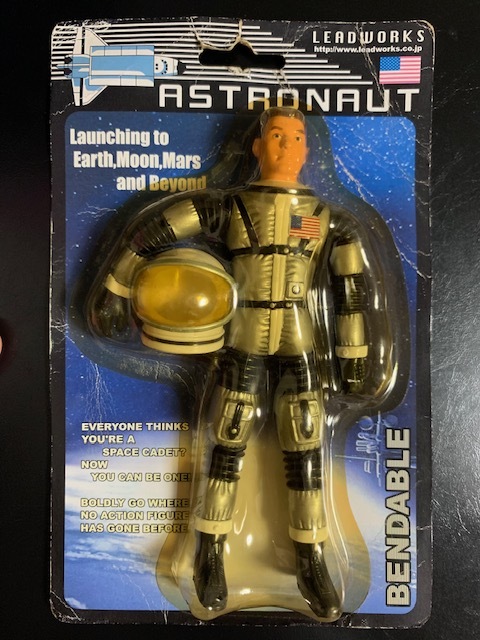 LEADWORKS
http://www.leadworks.co.jp
ASTRONAUT
Launching to
Earth,Moon,Mars
and Beyond
EVERYONE THINKS
YOU'RE A
SPACE CADET?
NOW
YOU CAN BE ONE!
BOLDLY GO WHERE
NO ACTION FIGURE
HAS GONE BEFORE
BENDABLE